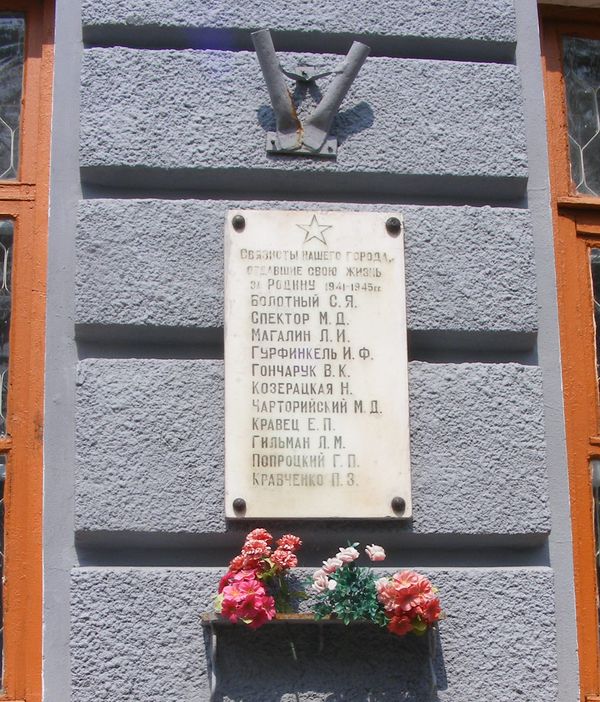 Связисты нашего города,
отдавшие свою жизнь
за Родину 1941-1945гг.
Болотный С.Я.
Спектор М.Д.
Магалин Л.И.
Гурфинкель И.Ф.
Гончарук В.К.
Козерацкая Н.
Чарторийский М.Д.
Кравец Е.П.
Гильман Л.М.
Попроцкий Г.П.
Кравченко П.З.